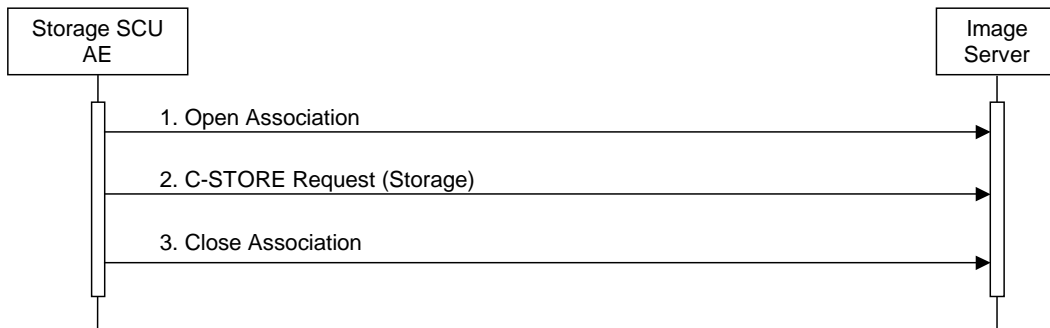 Storage SCU
AE
Image
Server
1. Open Association
2. C-STORE Request (Storage)
3. Close Association